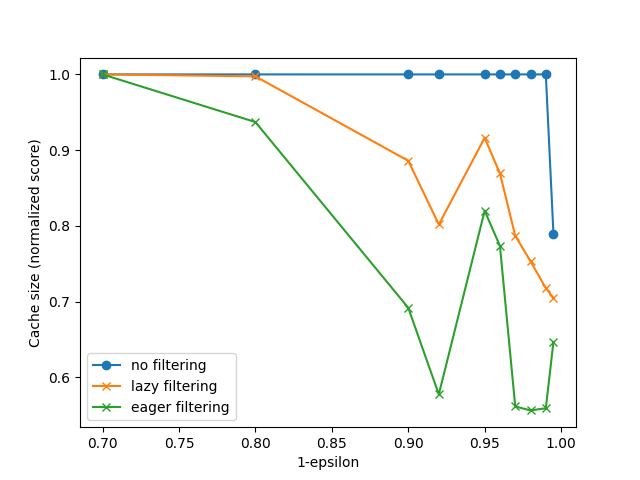 1.0
0.9
0.8
0.7
0.6
Cache size (normalized score)
no filtering
lazy filtering
eager filtering
0.70 0.75 0.80 0.85 0.90 0.95 1.00
1-epsilon